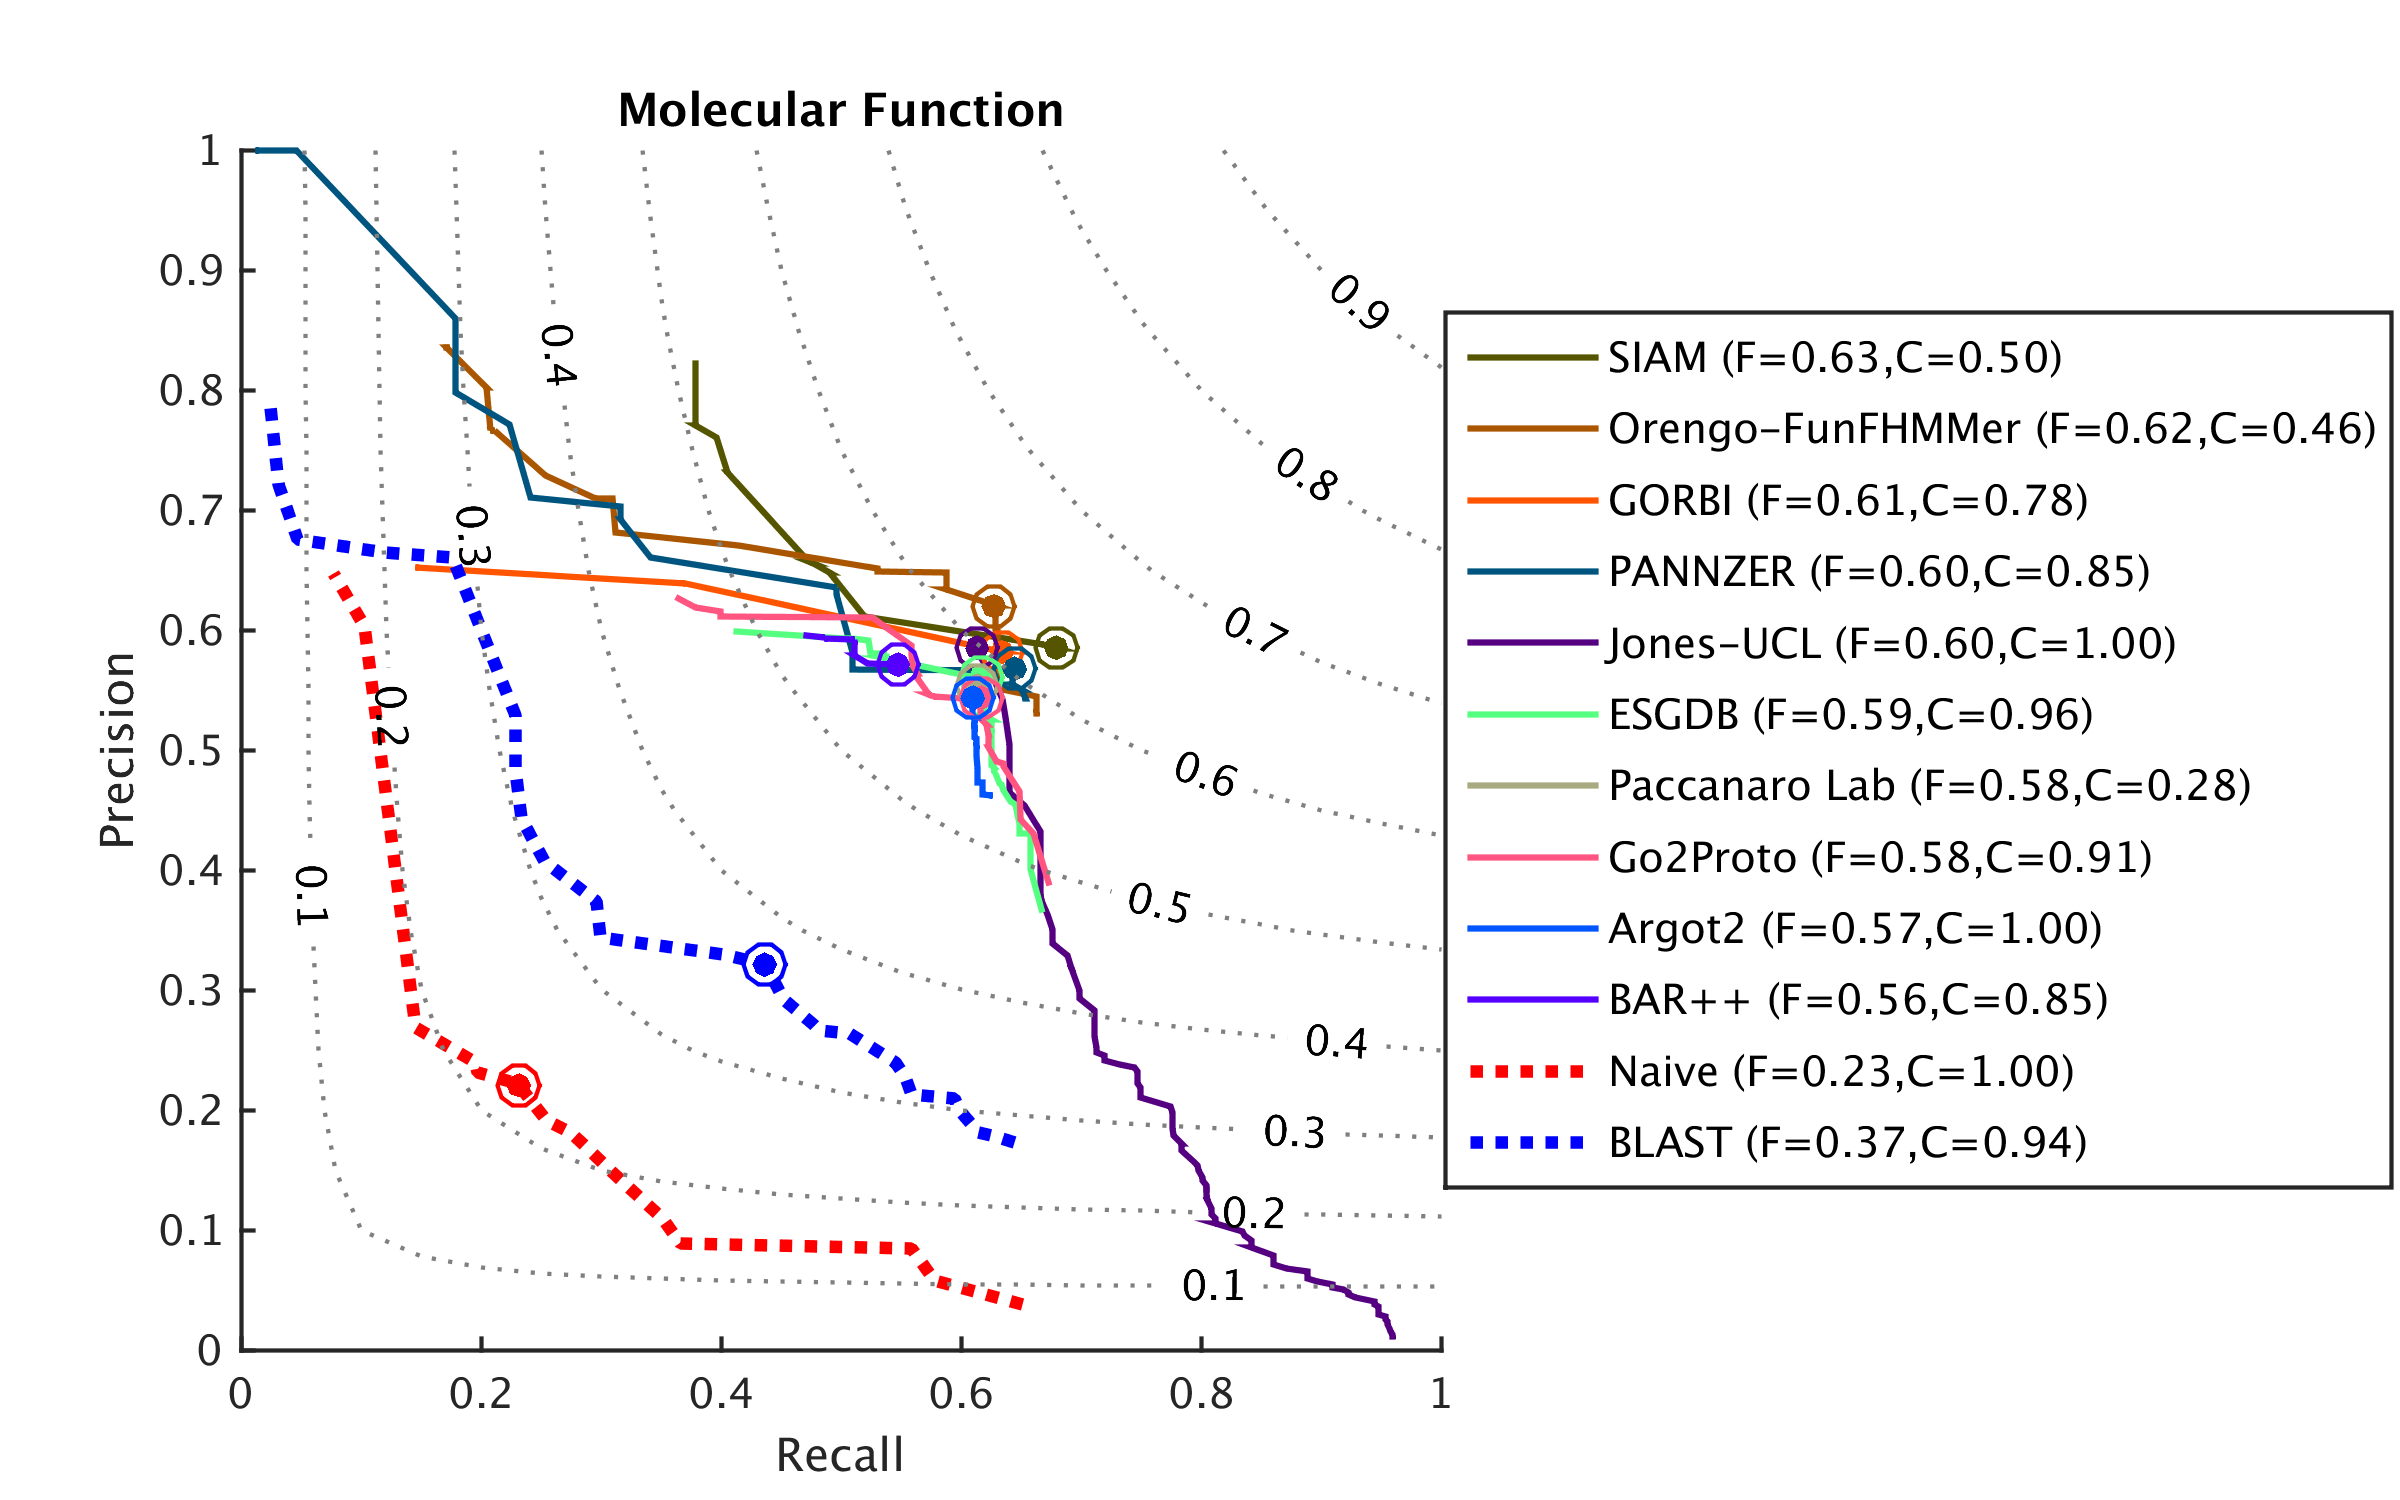 Molecular Function
1
0.9
0.8
0.7
0.6
0.5
0.4
0.3
0.2
0.1
0
Precision
0
0.2
0.4
0.6
0.8
1
Recall
0.4
0.3
0.2
0.1
0.9
0.8
0.7
0.6
0.5
0.4
0.3
0.2
0.1
SIAM (F=0.63,C=0.50)
Orengo-FunFHMMer (F=0.62,C=0.46)
GORBI (F=0.61,C=0.78)
PANNZER (F=0.60,C=0.85)
Jones-UCL (F=0.60,C=1.00)
ESGDB (F=0.59,C=0.96)
Paccanaro Lab (F=0.58,C=0.28)
Go2Proto (F=0.58,C=0.91)
Argot2 (F=0.57,C=1.00)
BAR++ (F=0.56,C=0.85)
Naive (F=0.23,C=1.00)
BLAST (F=0.37,C=0.94)